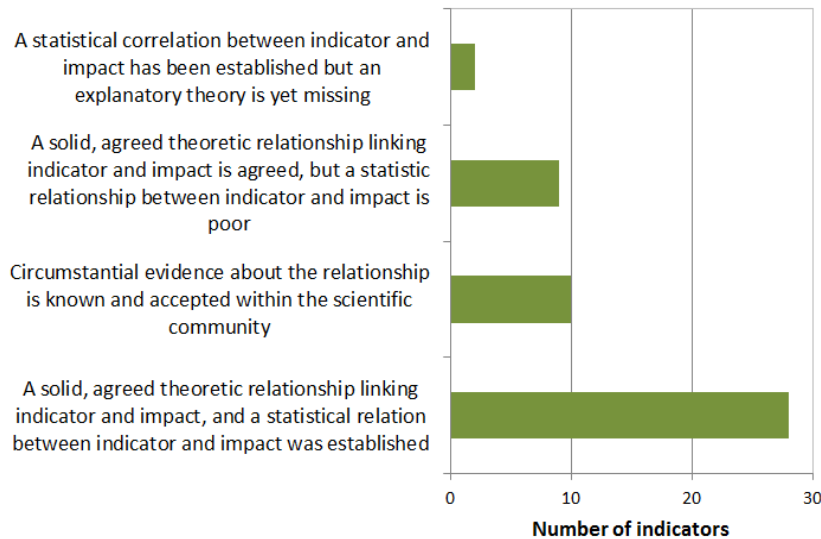 A statistical correlation between indicator and
impact has been established but an
explanatory theory is yet missing
A solid, agreed theoretic relationship linking
indicator and impact is agreed, but a statistic
relationship between indicator and impact is
poor
Circumstantial evidence about the relationship
is known and accepted within the scientific
community
A solid, agreed theoretic relationship linking
indicator and impact, and a statistical relation
between indicator and impact was established
0 10 20 30
Number of indicators